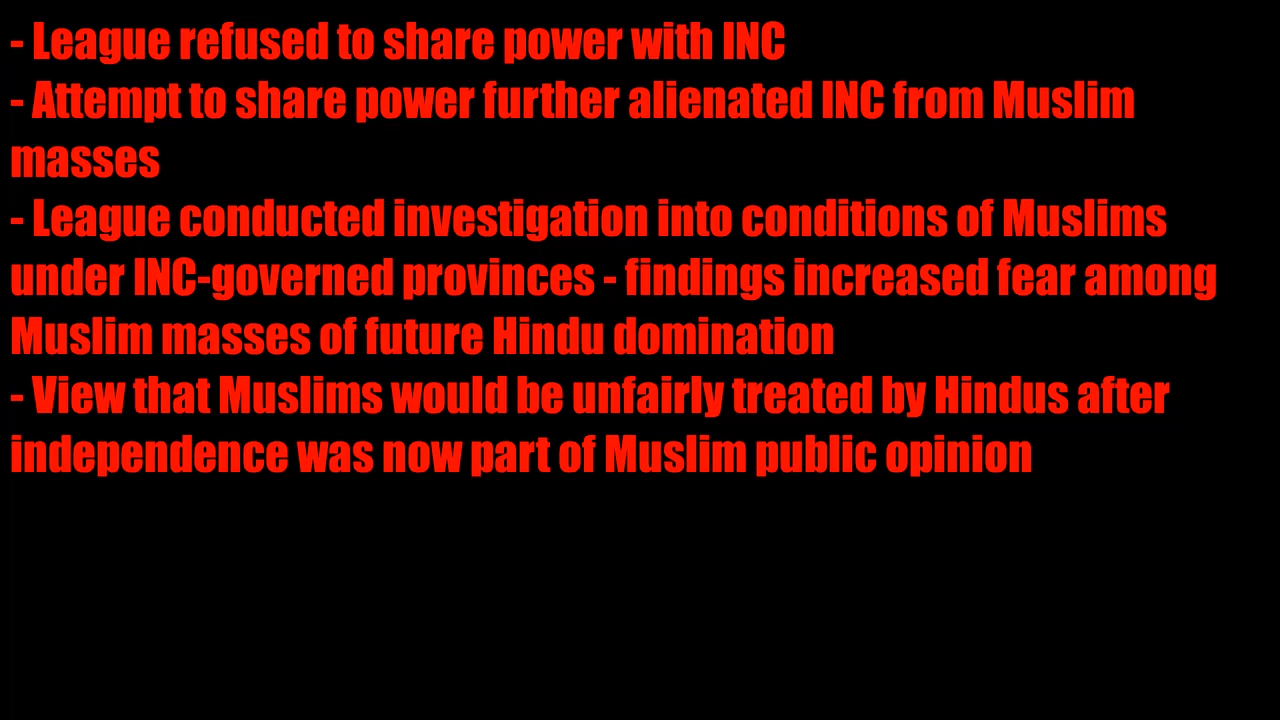 - League refused to share power with INC
- Attempt to share power further alienated INC from Muslim
masses
- League conducted investigation into conditions of Muslims
under INC-governed provinces - findings increased fear among
Muslim masses of future Hindu domination
- View that Muslims would be unfairly treated by Hindus after
independence was now part of Muslim public opinion